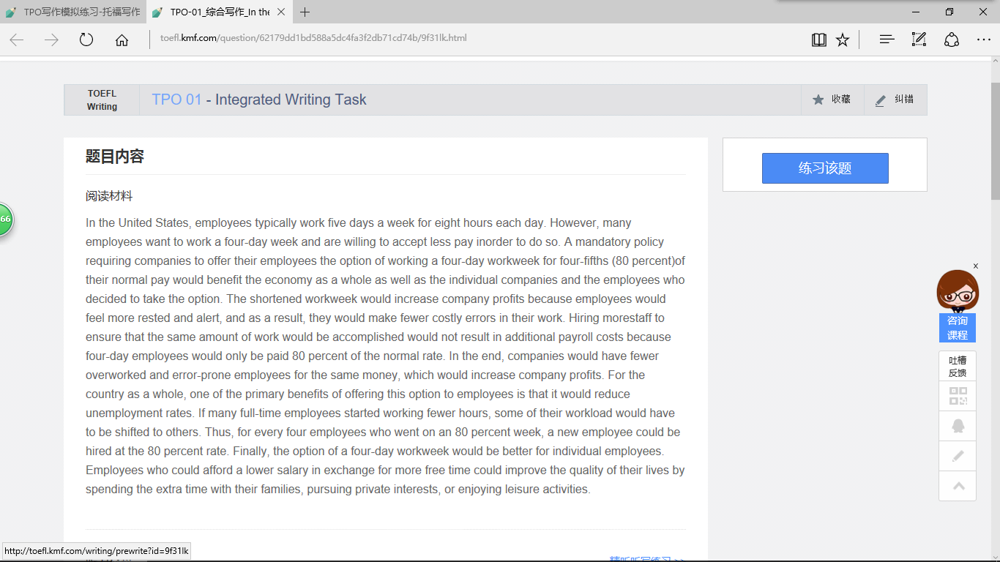 TPO写作模拟练习-托福写作
TPO-01_综合写作_In the
toefl.kmf.com/question/62179dd1bd588a5dc4fa3f2db71cd74b/9f31lk.html
TOEFL
Writing
TPO 01 - Integrated Writing Task
收藏
纠错
题目内容
练习该题
阅读材料
In the United States, employees typically work five days a week for eight hours each day. However, many
employees want to work a four-day week and are willing to accept less pay inorder to do so. A mandatory policy
requiring companies to offer their employees the option of working a four-day workweek for four-fifths (80 percent)of
their normal pay would benefit the economy as a whole as well as the individual companies and the employees who
decided to take the option. The shortened workweek would increase company profits because employees would
feel more rested and alert, and as a result, they would make fewer costly errors in their work. Hiring morestaff to
ensure that the same amount of work would be accomplished would not result in additional payroll costs because
four-day employees would only be paid 80 percent of the normal rate. In the end, companies would have fewer
overworked and error-prone employees for the same money, which would increase company profits. For the
country as a whole, one of the primary benefits of offering this option to employees is that it would reduce
unemployment rates. If many full-time employees started working fewer hours, some of their workload would have
to be shifted to others. Thus, for every four employees who went on an 80 percent week, a new employee could be
hired at the 80 percent rate. Finally, the option of a four-day workweek would be better for individual employees.
Employees who could afford a lower salary in exchange for more free time could improve the quality of their lives by
spending the extra time with their families, pursuing private interests, or enjoying leisure activities.
66
x
咨询
课程
吐槽
反馈
http://toefl.kmf.com/writing/prewrite?id=9f31lk
精听听写练习 >>